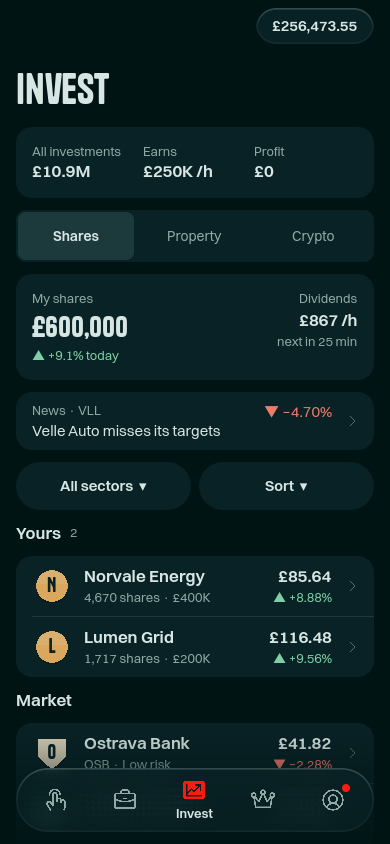 £256,473.55
INVEST
All investments Earns Profit
£10.9M £250K /h £0
Shares Property Crypto
My shares Dividends
£600,000 £867 /h
▲ +9.1% today next in 25 min
News · VLL ▼ −4.70%
Velle Auto misses its targets
All sectors ▾ Sort ▾
Yours 2
N Norvale Energy £85.64
4,670 shares · £400K ▲ +8.88%
L Lumen Grid £116.48
1,717 shares · £200K ▲ +9.56%
Market
O Ostrava Bank £41.82
OSB · Low risk ▼ −2.28%
Invest